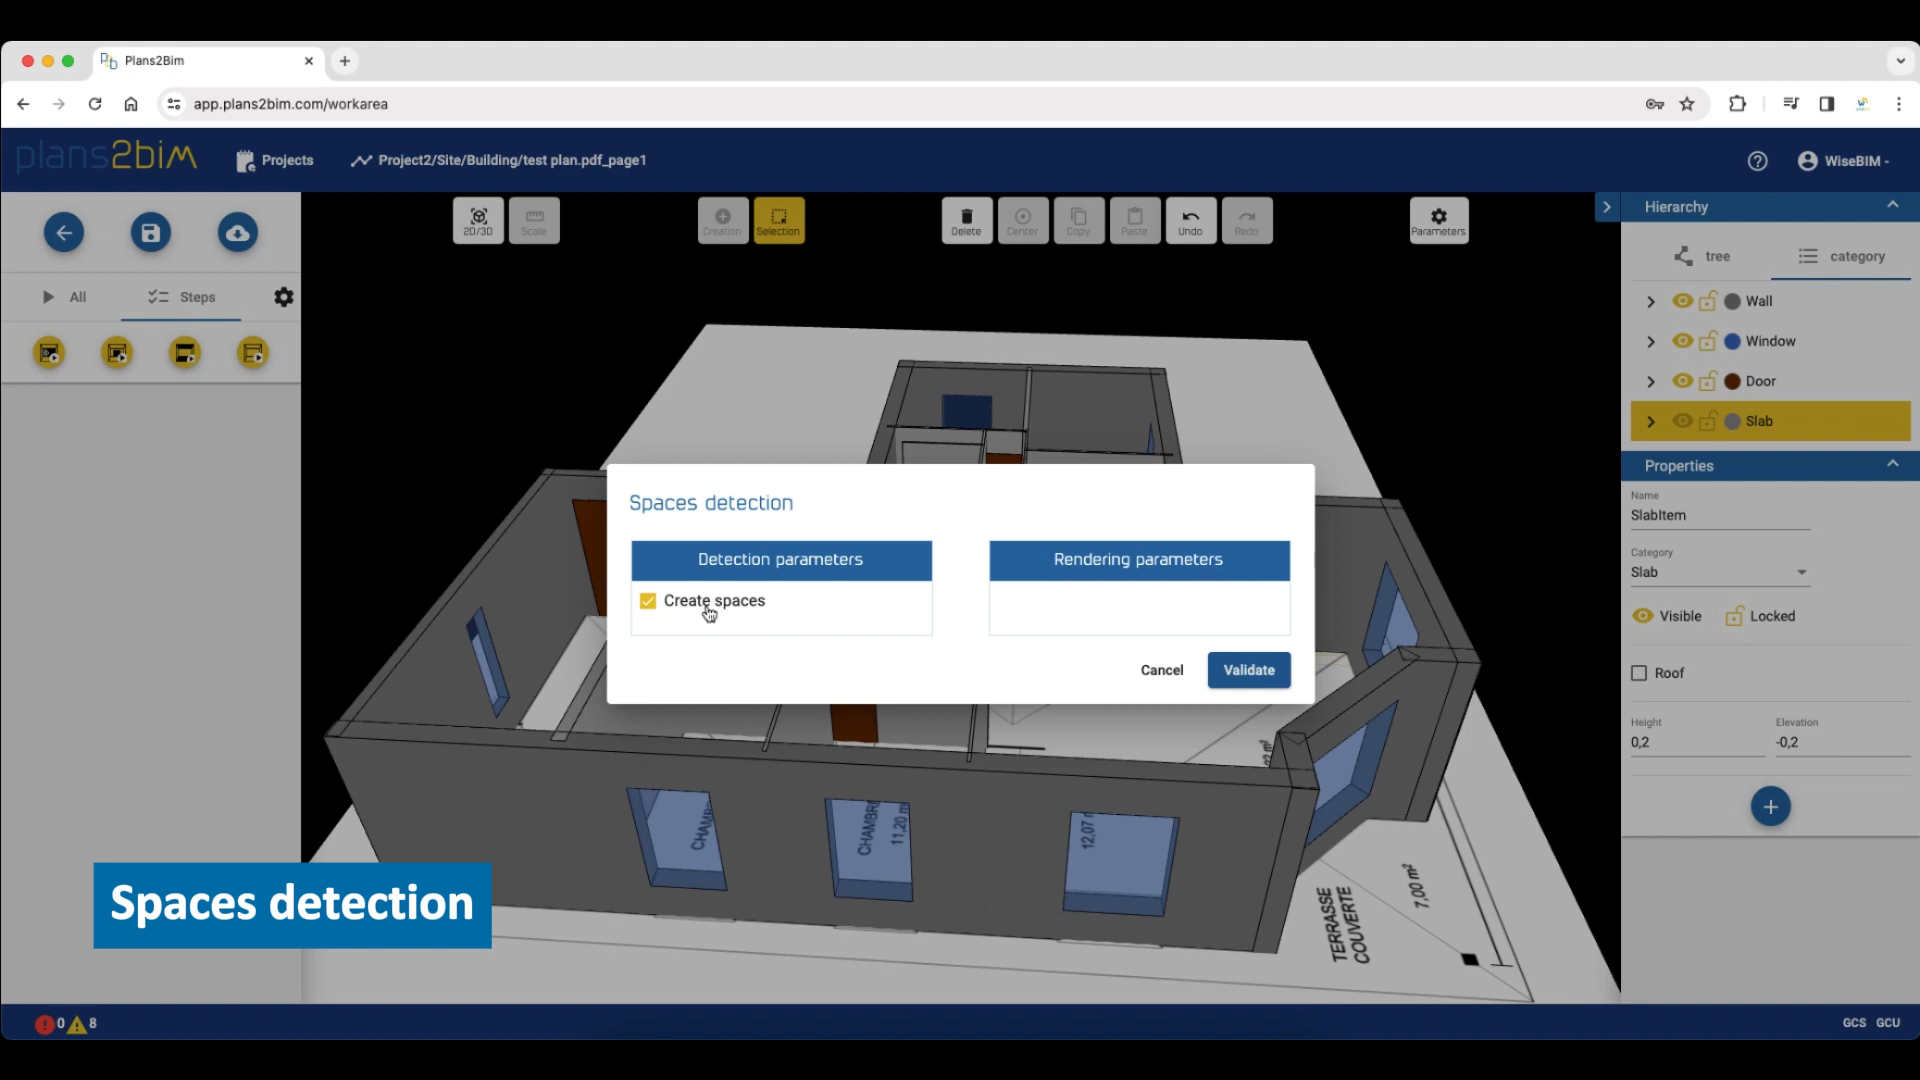 Plans2Bim
app.plans2bim.com/workarea
plans2bim
Projects
Project2/Site/Building/test plan.pdf_page1
WiseBIM -
2D/3D
Scale
Creation
Selection
Delete
Center
Copy
Paste
Undo
Redo
Parameters
Hierarchy
tree
category
All
Steps
Wall
Window
Door
Slab
Properties
Name
SlabItem
Category
Slab
Visible
Locked
Roof
Height
0,2
Elevation
-0,2
Spaces detection
Detection parameters
Rendering parameters
Create spaces
Cancel
Validate
CHAMBRE
11,20 m
12,07
TERRASSE
COUVERTE
7,00 m²
Spaces detection
0
8
GCS
GCU